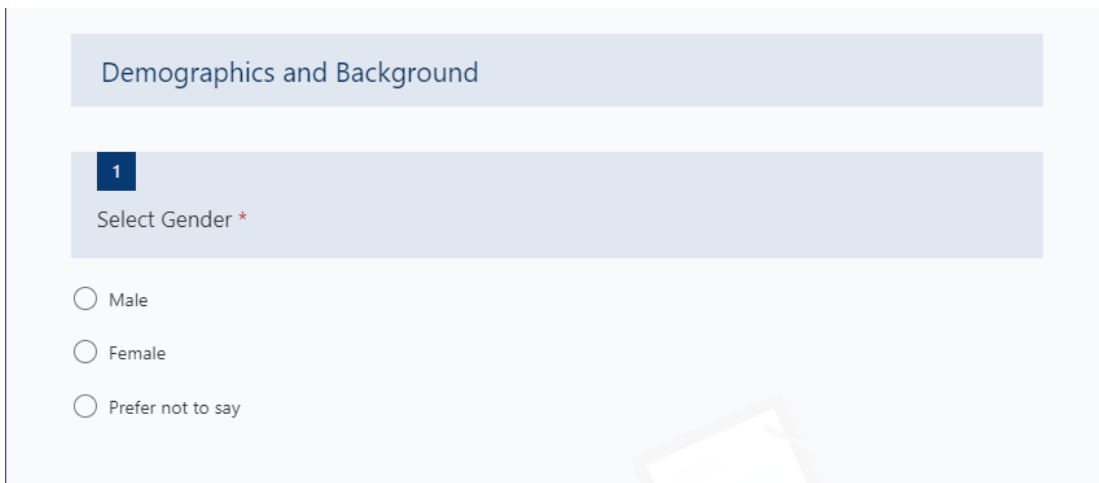 Demographics and Background
1
Select Gender *
Male
Female
Prefer not to say